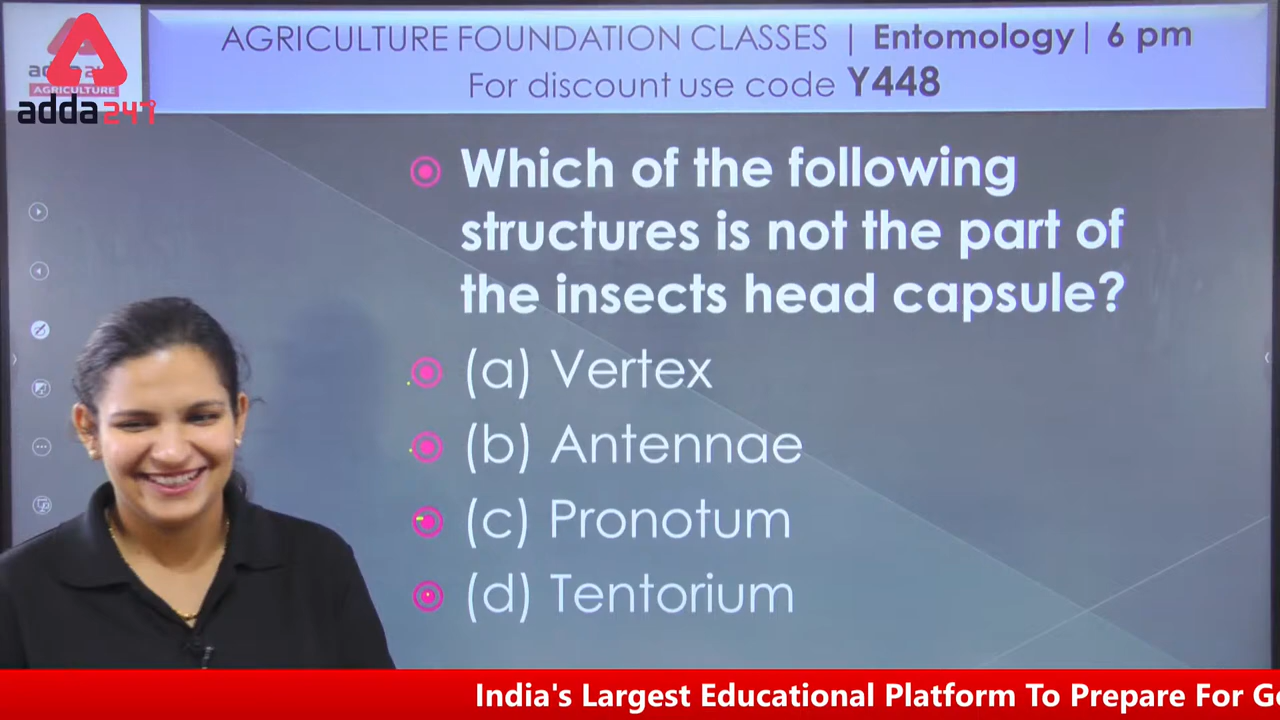 AGRICULTURE FOUNDATION CLASSES | Entomology| 6 pm
For discount use code Y448
AGRICULTURE
adda247
Which of the following
structures is not the part of
the insects head capsule?
(a) Vertex
(b) Antennae
(c) Pronotum
(d) Tentorium
India's Largest Educational Platform To Prepare For G